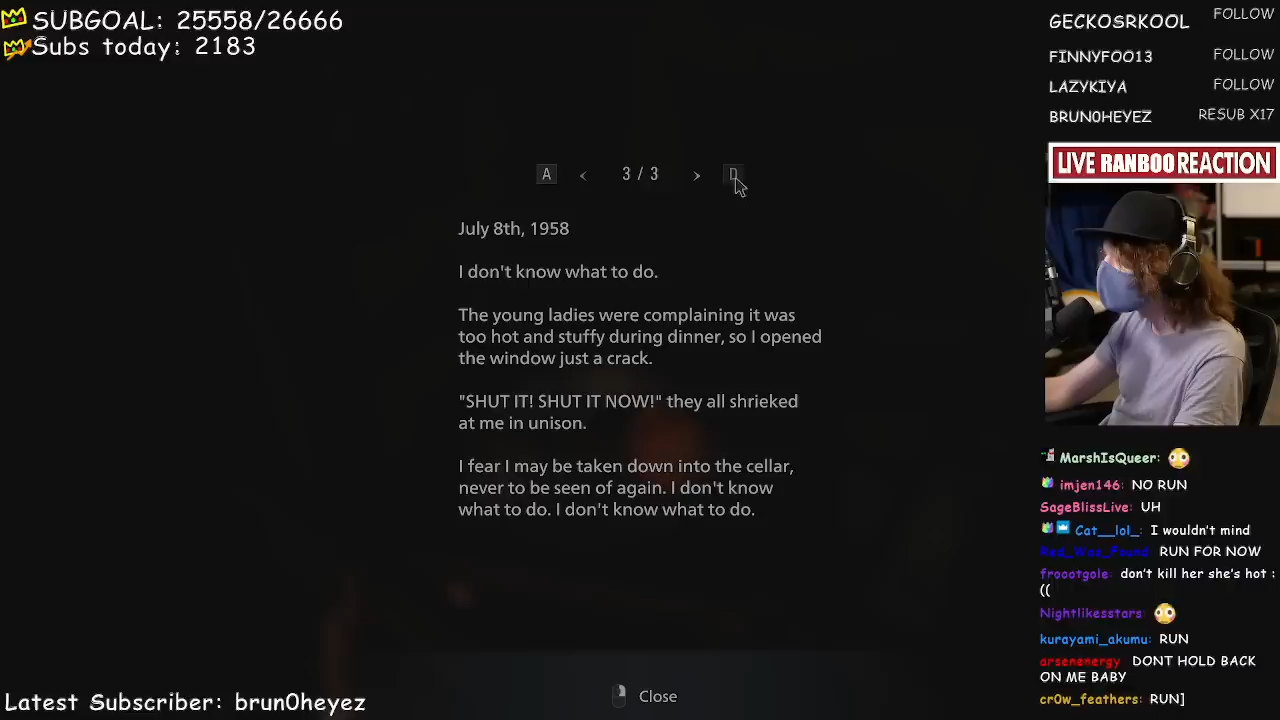 SUBGOAL: 25558/26666
Subs today: 2183
GECKOSRKOOL FOLLOW
FINNYFOO13 FOLLOW
LAZYKIYA FOLLOW
BRUN0HEYEZ RESUB X17
LIVE RANBOO REACTION
A < 3 / 3 > D
July 8th, 1958
I don't know what to do.
The young ladies were complaining it was
too hot and stuffy during dinner, so I opened
the window just a crack.
"SHUT IT! SHUT IT NOW!" they all shrieked
at me in unison.
I fear I may be taken down into the cellar,
never to be seen of again. I don't know
what to do. I don't know what to do.
Close
MarshIsQueer:
imjen146: NO RUN
SageBlissLive: UH
Cat__lol_: I wouldn't mind
Red_Was_Found: RUN FOR NOW
froootgole: don't kill her she's hot :
((
Nightlikesstars:
kurayami_akumu: RUN
arsenenergy: DONT HOLD BACK
ON ME BABY
cr0w_feathers: RUN]
Latest Subscriber: brun0heyez